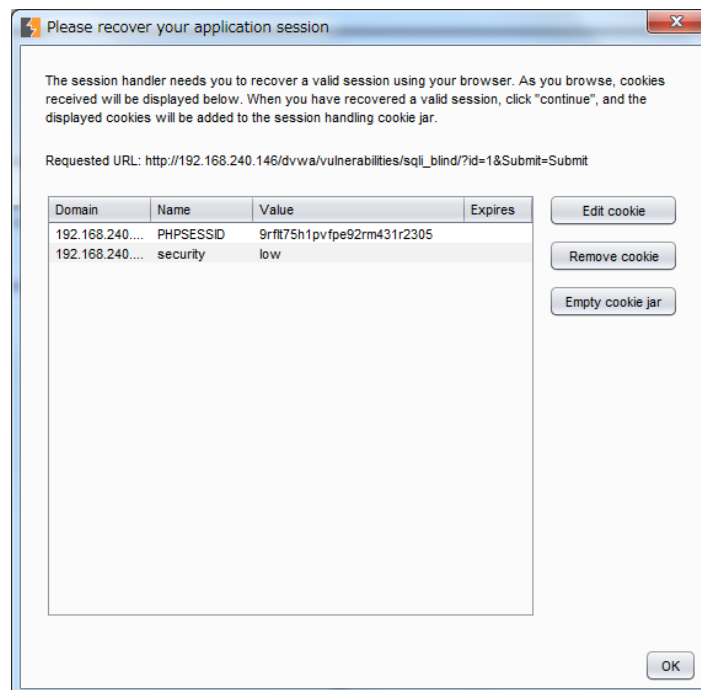 Please recover your application session
The session handler needs you to recover a valid session using your browser. As you browse, cookies
received will be displayed below. When you have recovered a valid session, click "continue", and the
displayed cookies will be added to the session handling cookie jar.
Requested URL: http://192.168.240.146/dvwa/vulnerabilities/sqli_blind/?id=1&Submit=Submit
Domain Name Value Expires
192.168.240.... PHPSESSID 9rflt75h1pvfpe92rm431r2305
192.168.240.... security low
Edit cookie
Remove cookie
Empty cookie jar
OK